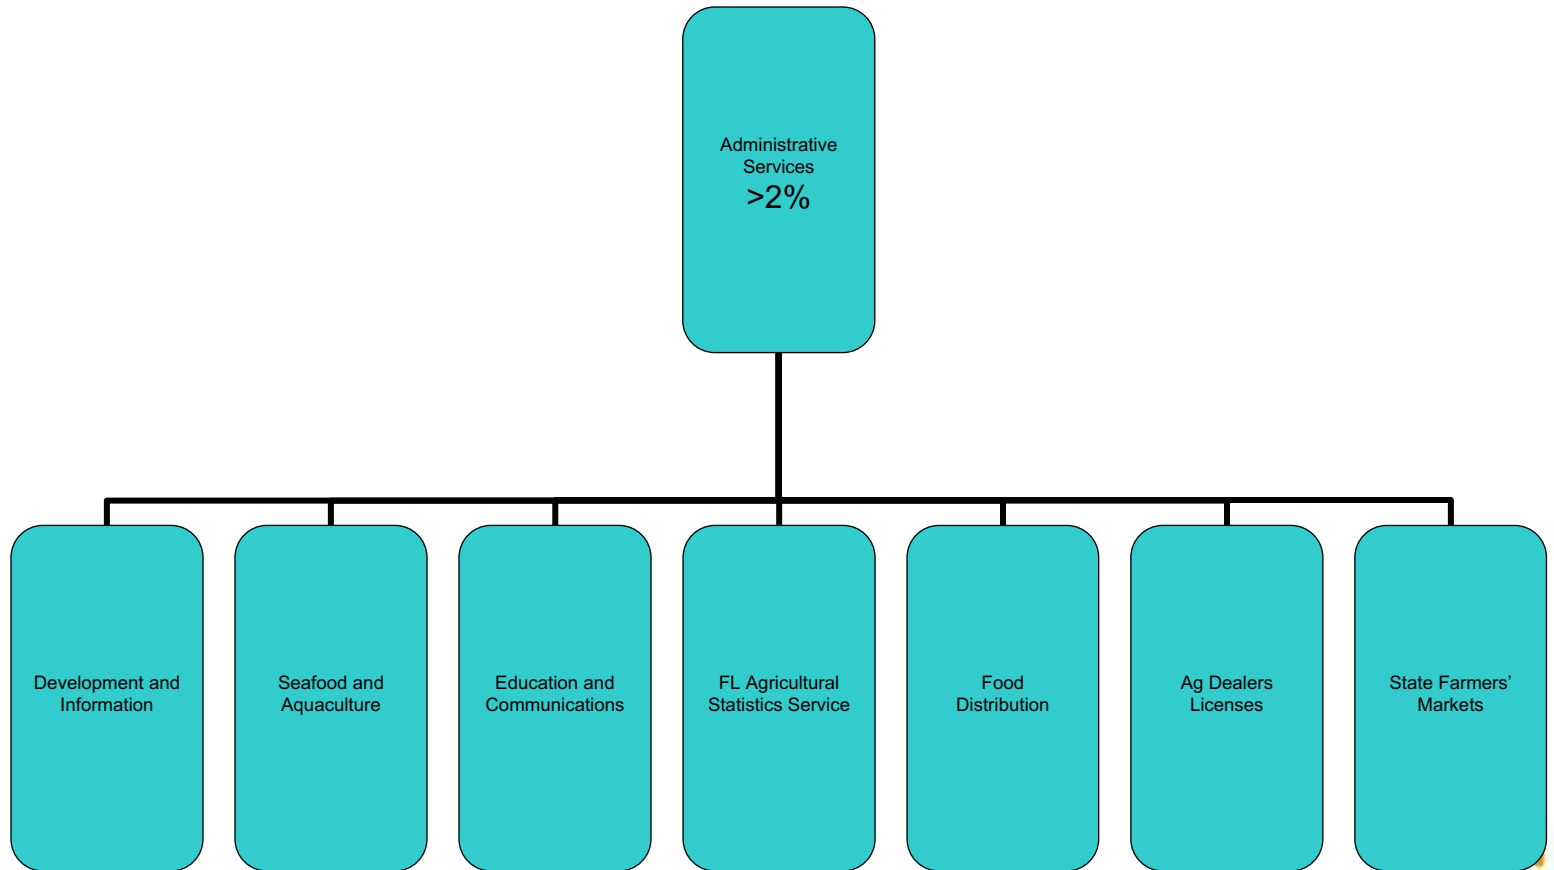 Administrative
Services
>2%
Development and
Information
Seafood and
Aquaculture
Education and
Communications
FL Agricultural
Statistics Service
Food
Distribution
Ag Dealers
Licenses
State Farmers’
Markets